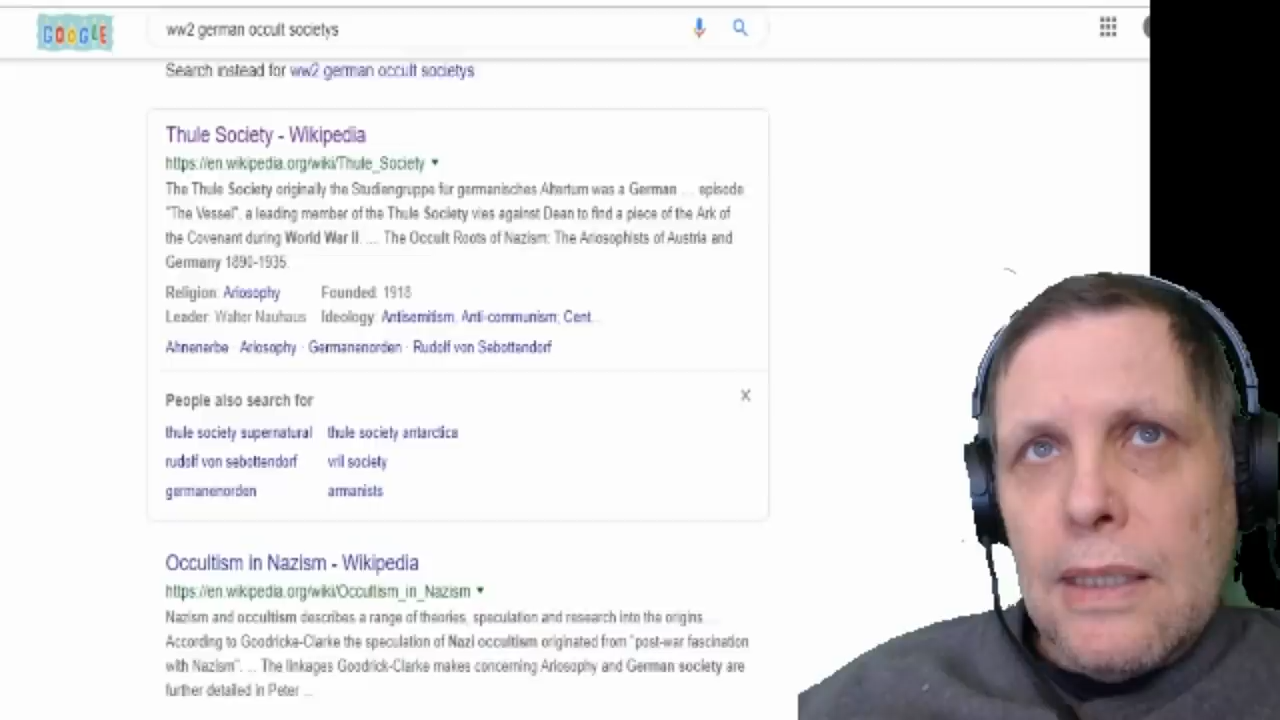 GOOGLE
ww2 german occult societys
Search instead for ww2 german occult societys
Thule Society - Wikipedia
https://en.wikipedia.org/wiki/Thule_Society
The Thule Society originally the Studiengruppe für germanisches Altertum was a German ... episode
"The Vessel", a leading member of the Thule Society vies against Dean to find a piece of the Ark of
the Covenant during World War II. ... The Occult Roots of Nazism: The Ariosophists of Austria and
Germany 1890-1935.
Religion: Ariosophy Founded: 1918
Leader: Walter Nauhaus Ideology: Antisemitism, Anti-communism, Cent...
Ahnenerbe · Ariosophy · Germanenorden · Rudolf von Sebottendorf
People also search for
thule society supernatural thule society antarctica
rudolf von sebottendorf vril society
germanenorden armanists
Occultism in Nazism - Wikipedia
https://en.wikipedia.org/wiki/Occultism_in_Nazism
Nazism and occultism describes a range of theories, speculation and research into the origins ...
According to Goodricke-Clarke the speculation of Nazi occultism originated from "post-war fascination
with Nazism". ... The linkages Goodrick-Clarke makes concerning Ariosophy and German society are
further detailed in Peter ...